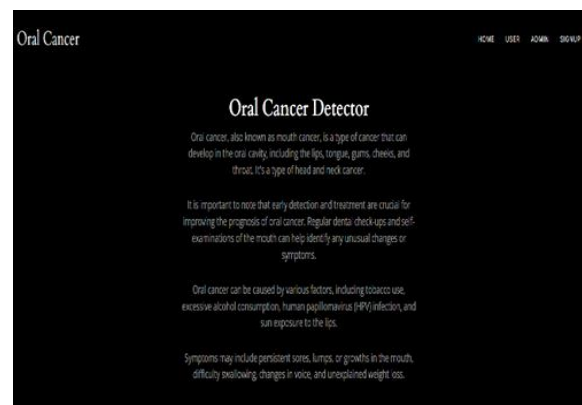 Oral Cancer
HOME USER ADMIN SIGNUP
Oral Cancer Detector
Oral cancer, also known as mouth cancer, is a type of cancer that can
develop in the oral cavity, including the lips, tongue, gums, cheeks, and
throat. It's a type of head and neck cancer.
It is important to note that early detection and treatment are crucial for
improving the prognosis of oral cancer. Regular dental check-ups and self-
examinations of the mouth can help identify any unusual changes or
symptoms.
Oral cancer can be caused by various factors, including tobacco use,
excessive alcohol consumption, human papillomavirus (HPV) infection, and
sun exposure to the lips.
Symptoms may include persistent sores, lumps, or growths in the mouth,
difficulty swallowing, changes in voice, and unexplained weight loss.